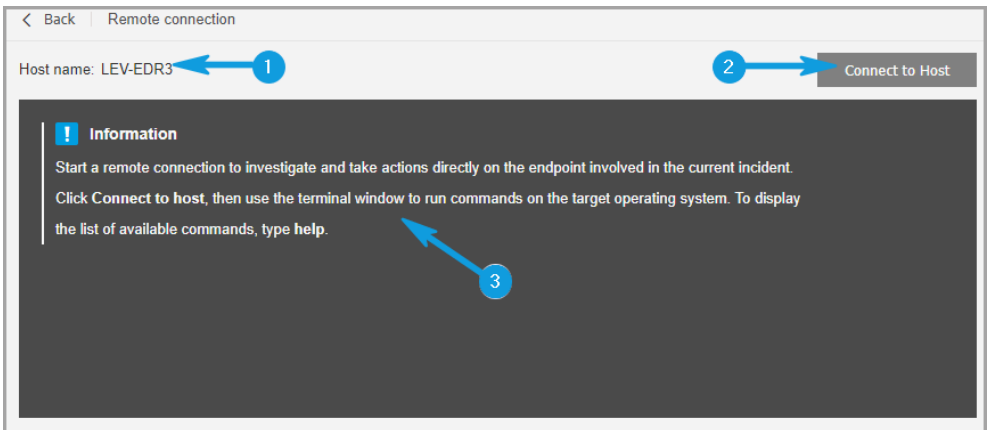 Back Remote connection
Host name: LEV-EDR3 1 2 Connect to Host
! Information
Start a remote connection to investigate and take actions directly on the endpoint involved in the current incident.
Click Connect to host, then use the terminal window to run commands on the target operating system. To display
the list of available commands, type help.
3